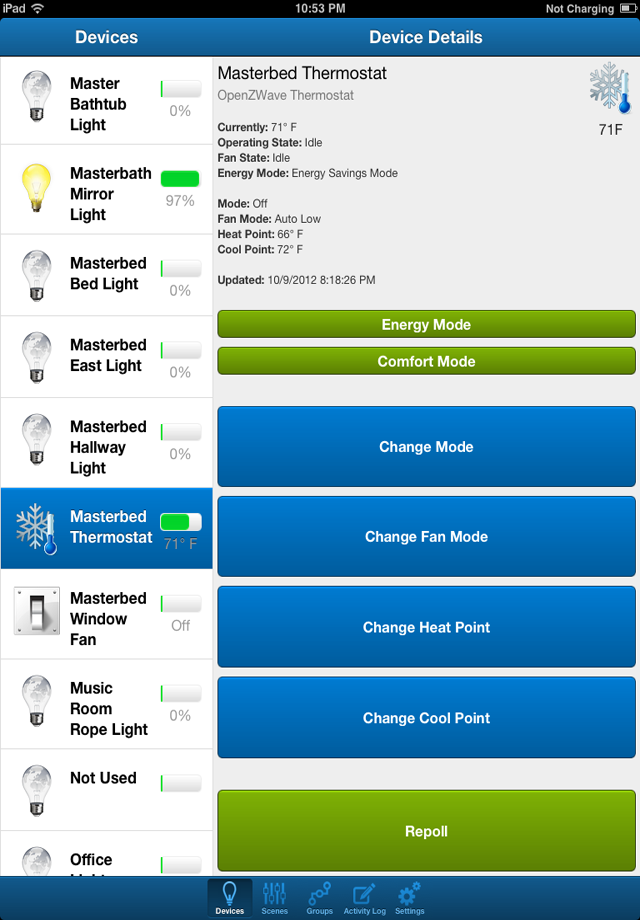 iPad
10:53 PM
Not Charging
Devices
Device Details
Master
Bathtub
Light
0%
Masterbath
Mirror
Light
97%
Masterbed
Bed Light
0%
Masterbed
East Light
0%
Masterbed
Hallway
Light
0%
Masterbed
Thermostat
71° F
Masterbed
Window
Fan
Off
Music
Room
Rope Light
0%
Not Used
Office
Masterbed Thermostat
OpenZWave Thermostat
71F
Currently: 71° F
Operating State: Idle
Fan State: Idle
Energy Mode: Energy Savings Mode
Mode: Off
Fan Mode: Auto Low
Heat Point: 66° F
Cool Point: 72° F
Updated: 10/9/2012 8:18:26 PM
Energy Mode
Comfort Mode
Change Mode
Change Fan Mode
Change Heat Point
Change Cool Point
Repoll
Devices
Scenes
Groups
Activity Log
Settings